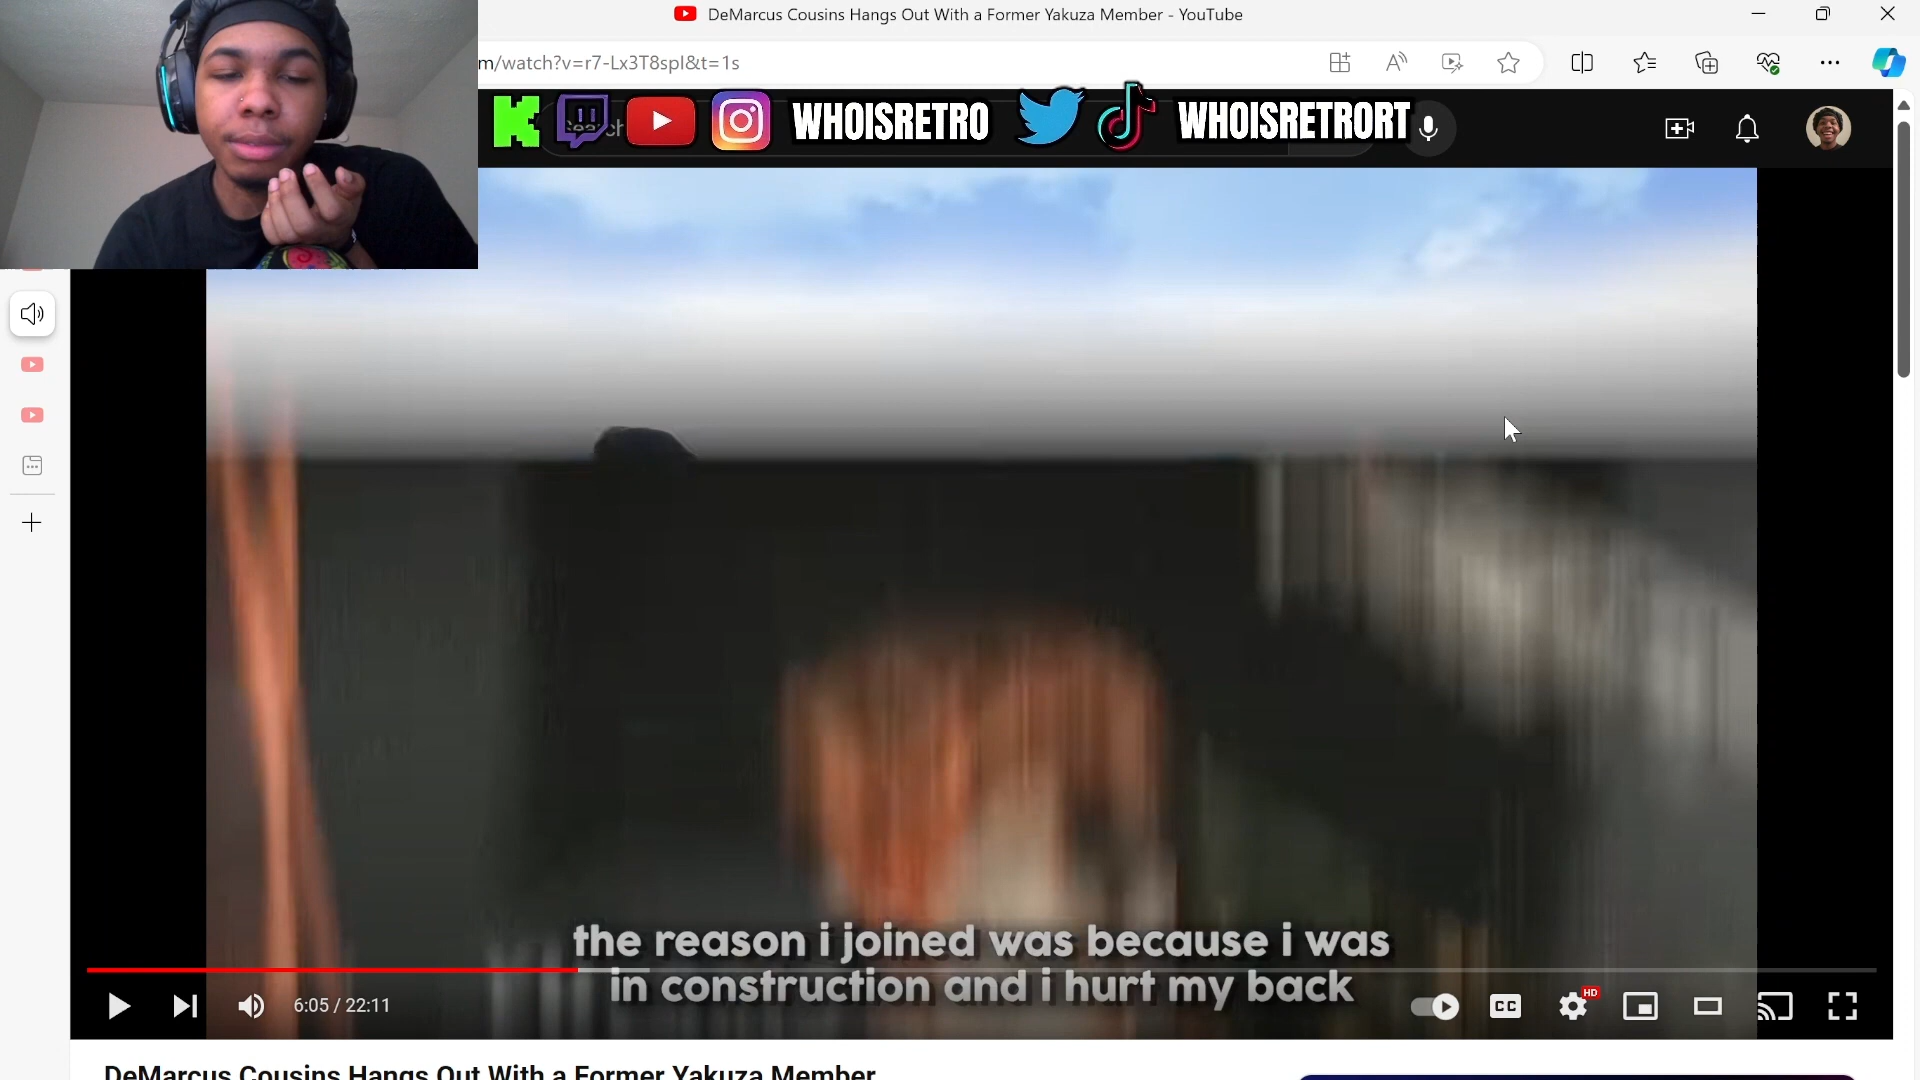 DeMarcus Cousins Hangs Out With a Former Yakuza Member - YouTube
m/watch?v=r7-Lx3T8spI&t=1s
WHOISRETRO WHOISRETRORT
Search
the reason i joined was because i was
in construction and i hurt my back
6:05 / 22:11
CC
HD
DeMarcus Cousins Hangs Out With a Former Yakuza Member